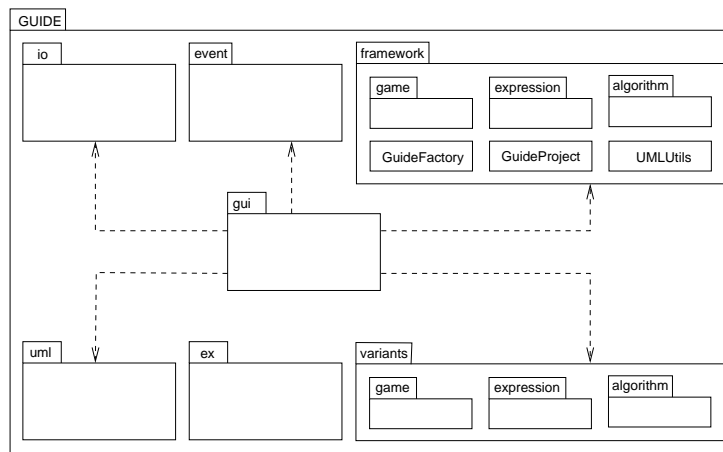 GUIDE
io
event
framework
game
expression
algorithm
GuideFactory
GuideProject
UMLUtils
gui
uml
ex
variants
game
expression
algorithm